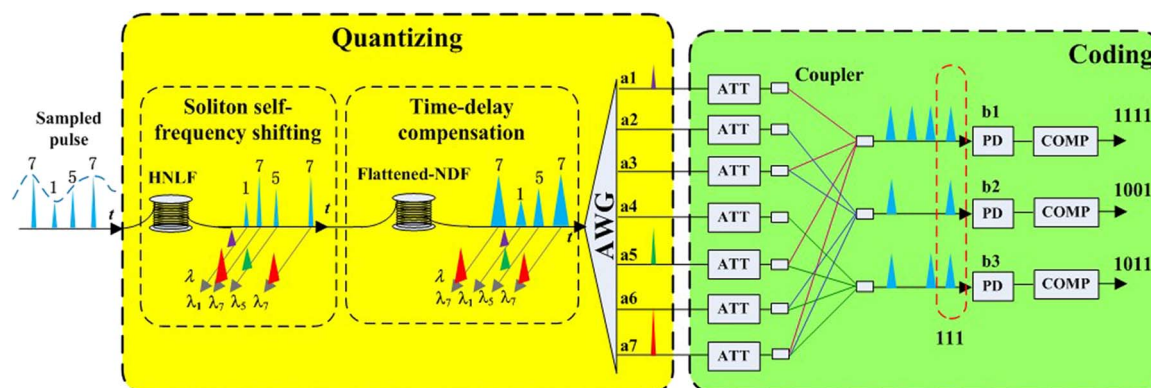 Quantizing
Coding
Sampled
pulse
7
1
5
7
t
Soliton self-
frequency shifting
HNLF
1
7
5
7
t
λ
λ1 λ7 λ5 λ7
Time-delay
compensation
Flattened-NDF
7
1
5
7
t
λ
λ7 λ1 λ5 λ7
AWG
a1
a2
a3
a4
a5
a6
a7
ATT
ATT
ATT
ATT
ATT
ATT
ATT
Coupler
b1
PD
COMP
1111
b2
PD
COMP
1001
b3
PD
COMP
1011
111